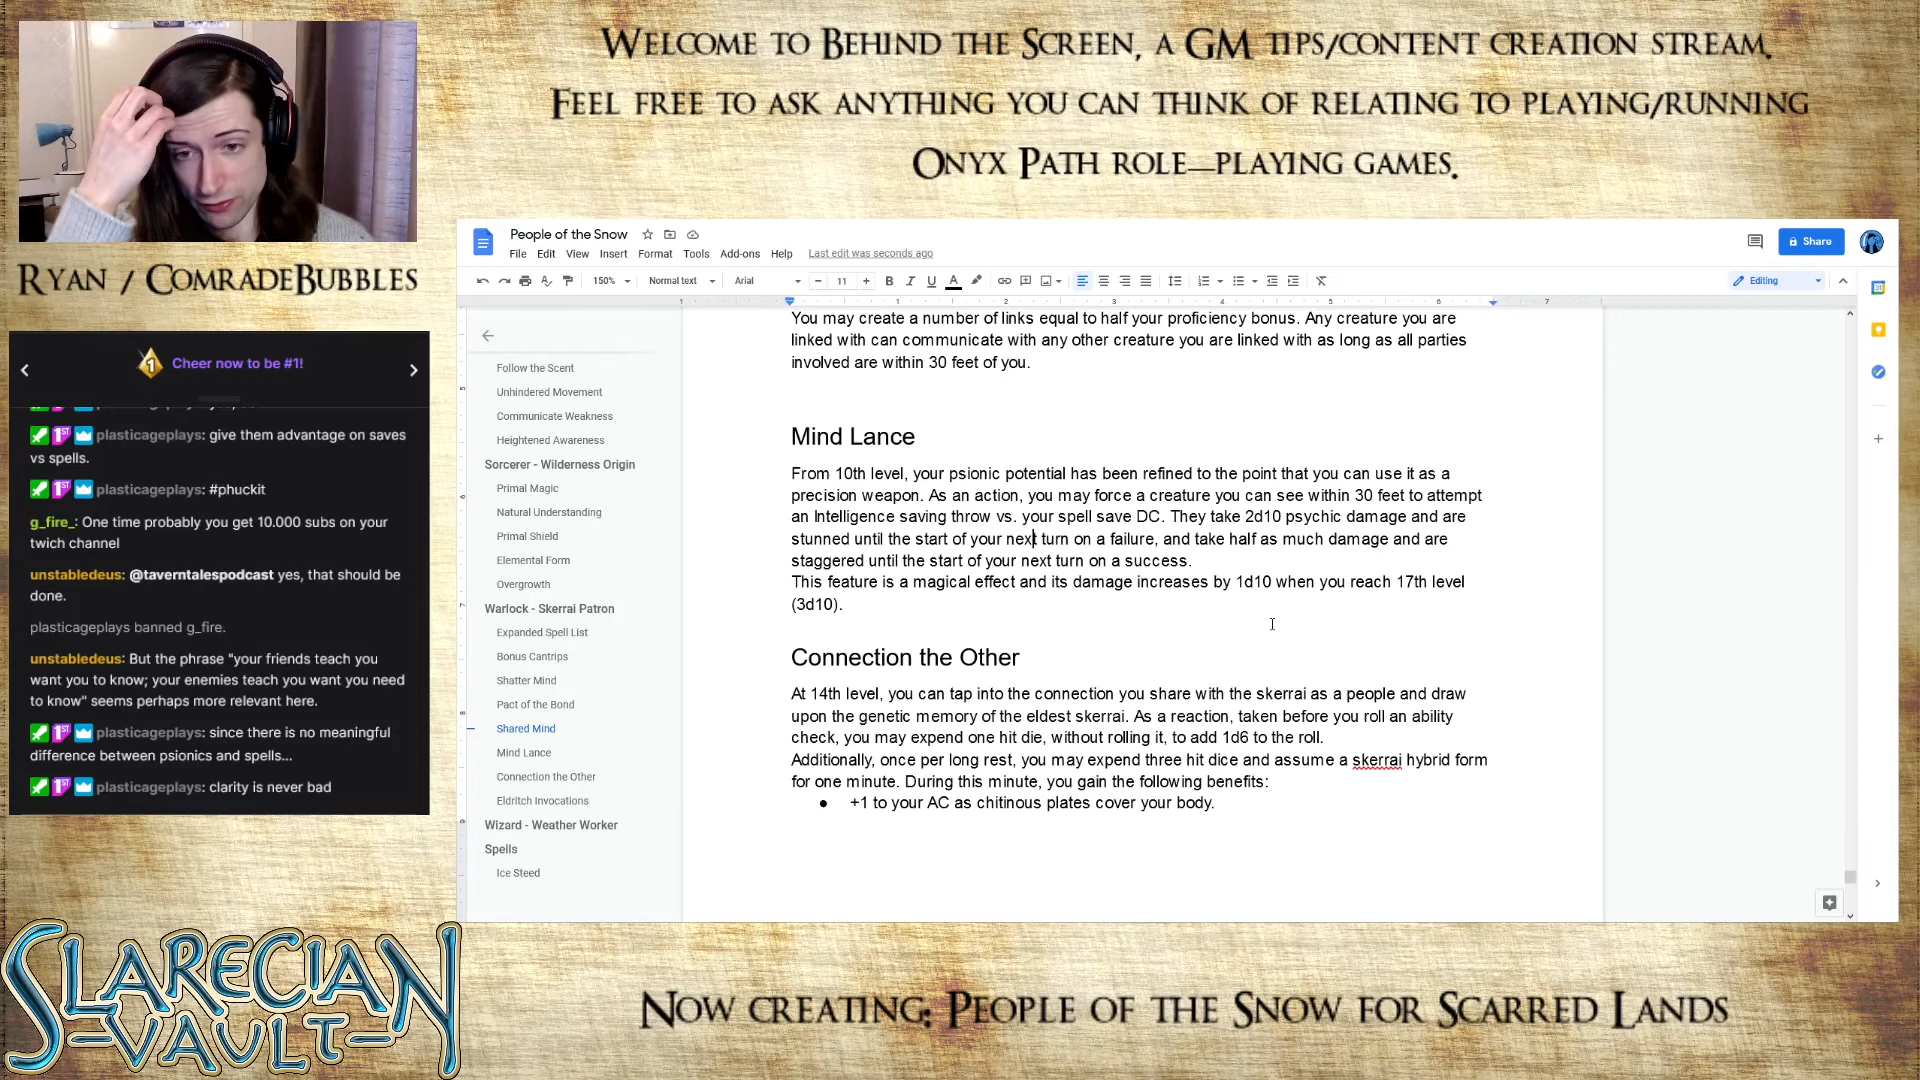 Welcome to Behind the Screen, a GM tips/content creation stream.
Feel free to ask anything you can think of relating to playing/running
Onyx Path role-playing games.
Ryan / ComradeBubbles
1 Cheer now to be #1!
plasticageplays: give them advantage on saves
vs spells.
plasticageplays: #phuckit
g_fire_: One time probably you get 10.000 subs on your
twich channel
unstabledeus: @taverntalespodcast yes, that should be
done.
plasticageplays banned g_fire.
unstabledeus: But the phrase "your friends teach you
want you to know; your enemies teach you want you need
to know" seems perhaps more relevant here.
plasticageplays: since there is no meaningful
difference between psionics and spells...
plasticageplays: clarity is never bad
People of the Snow
Share
File Edit View Insert Format Tools Add-ons Help Last edit was seconds ago
150% Normal text Arial 11 Editing
Follow the Scent
Unhindered Movement
Communicate Weakness
Heightened Awareness
Sorcerer - Wilderness Origin
Primal Magic
Natural Understanding
Primal Shield
Elemental Form
Overgrowth
Warlock - Skerrai Patron
Expanded Spell List
Bonus Cantrips
Shatter Mind
Pact of the Bond
Shared Mind
Mind Lance
Connection the Other
Eldritch Invocations
Wizard - Weather Worker
Spells
Ice Steed
You may create a number of links equal to half your proficiency bonus. Any creature you are
linked with can communicate with any other creature you are linked with as long as all parties
involved are within 30 feet of you.
Mind Lance
From 10th level, your psionic potential has been refined to the point that you can use it as a
precision weapon. As an action, you may force a creature you can see within 30 feet to attempt
an Intelligence saving throw vs. your spell save DC. They take 2d10 psychic damage and are
stunned until the start of your next turn on a failure, and take half as much damage and are
staggered until the start of your next turn on a success.
This feature is a magical effect and its damage increases by 1d10 when you reach 17th level
(3d10).
Connection the Other
At 14th level, you can tap into the connection you share with the skerrai as a people and draw
upon the genetic memory of the eldest skerrai. As a reaction, taken before you roll an ability
check, you may expend one hit die, without rolling it, to add 1d6 to the roll.
Additionally, once per long rest, you may expend three hit dice and assume a skerrai hybrid form
for one minute. During this minute, you gain the following benefits:
● +1 to your AC as chitinous plates cover your body.
Slarecian
Vault
Now creating: People of the Snow for Scarred Lands